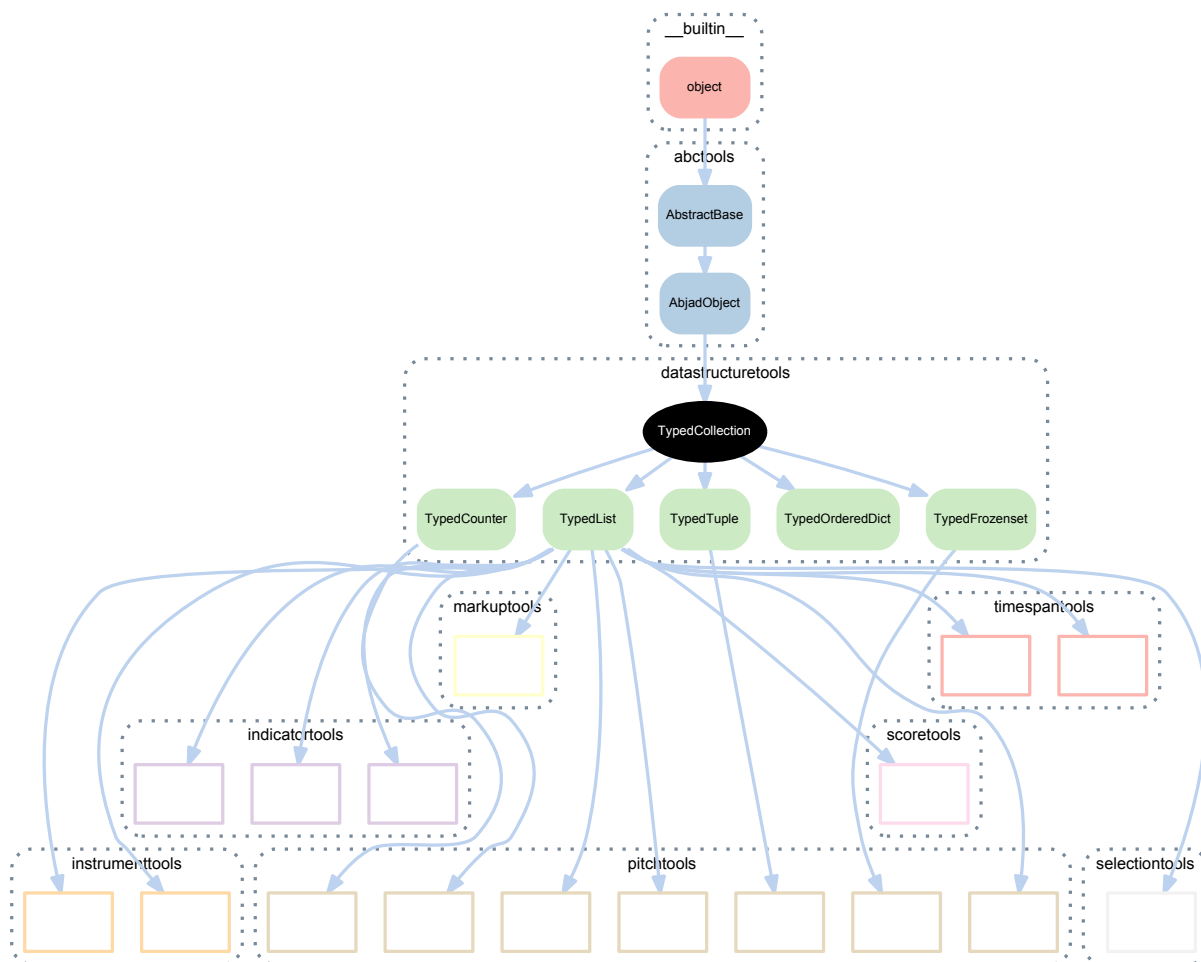 __builtin__
object
abctools
AbstractBase
AbjadObject
datastructuretools
TypedCollection
TypedCounter
TypedList
TypedTuple
TypedOrderedDict
TypedFrozenset
markuptools
timespantools
indicatortools
scoretools
instrumenttools
pitchtools
selectiontools